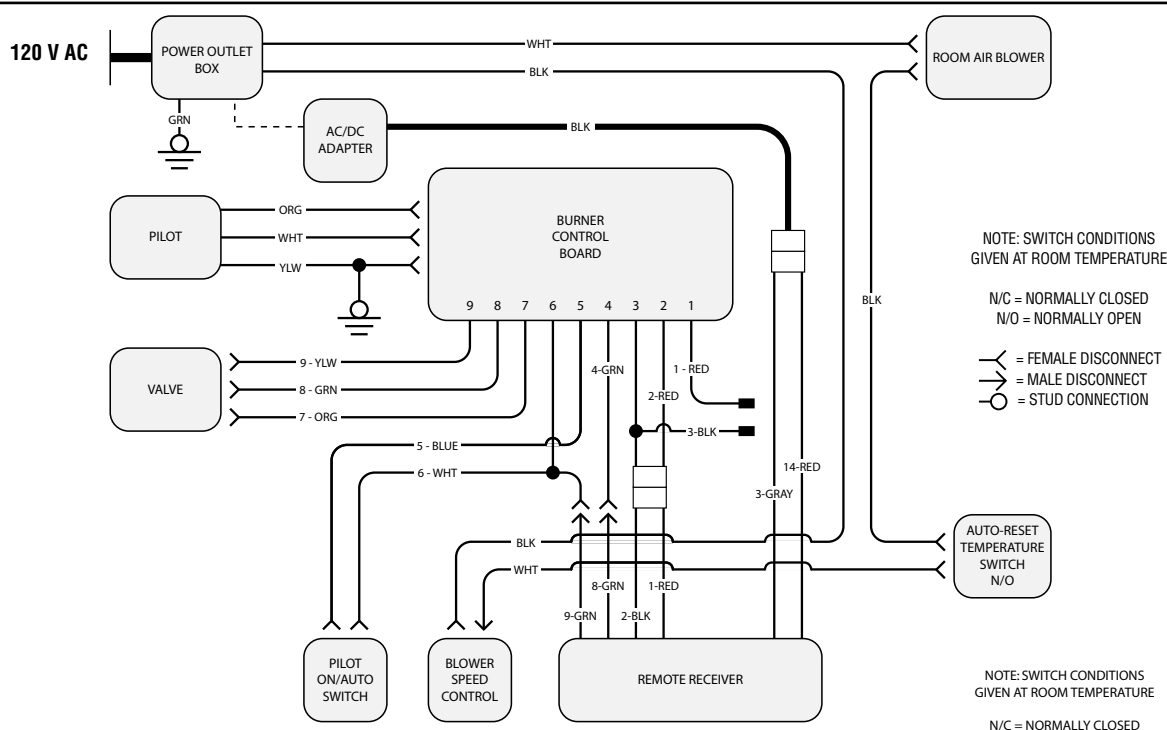 120 V AC
POWER OUTLET
BOX
WHT
BLK
ROOM AIR BLOWER
GRN
AC/DC
ADAPTER
BLK
PILOT
ORG
WHT
YLW
BURNER
CONTROL
BOARD
9 8 7 6 5 4 3 2 1
NOTE: SWITCH CONDITIONS
GIVEN AT ROOM TEMPERATURE
N/C = NORMALLY CLOSED
N/O = NORMALLY OPEN
= FEMALE DISCONNECT
= MALE DISCONNECT
= STUD CONNECTION
BLK
VALVE
9 - YLW
8 - GRN
7 - ORG
4-GRN
1 - RED
2-RED
3-BLK
5 - BLUE
6 - WHT
14-RED
3-GRAY
BLK
WHT
AUTO-RESET
TEMPERATURE
SWITCH
N/O
8-GRN
1-RED
9-GRN
2-BLK
PILOT
ON/AUTO
SWITCH
BLOWER
SPEED
CONTROL
REMOTE RECEIVER
NOTE: SWITCH CONDITIONS
GIVEN AT ROOM TEMPERATURE
N/C = NORMALLY CLOSED